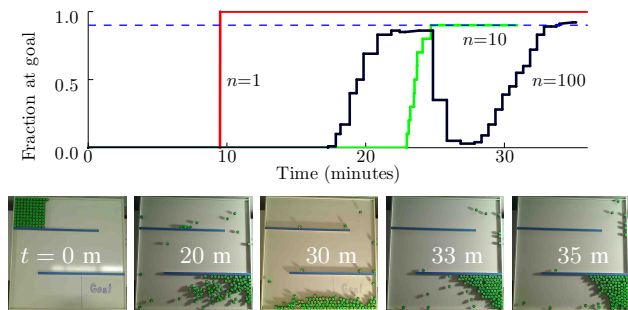 Fraction at goal
1.0
0.5
0.0
n=1
n=10
n=100
0
10
20
30
Time (minutes)
t = 0 m
20 m
30 m
33 m
35 m
Goal